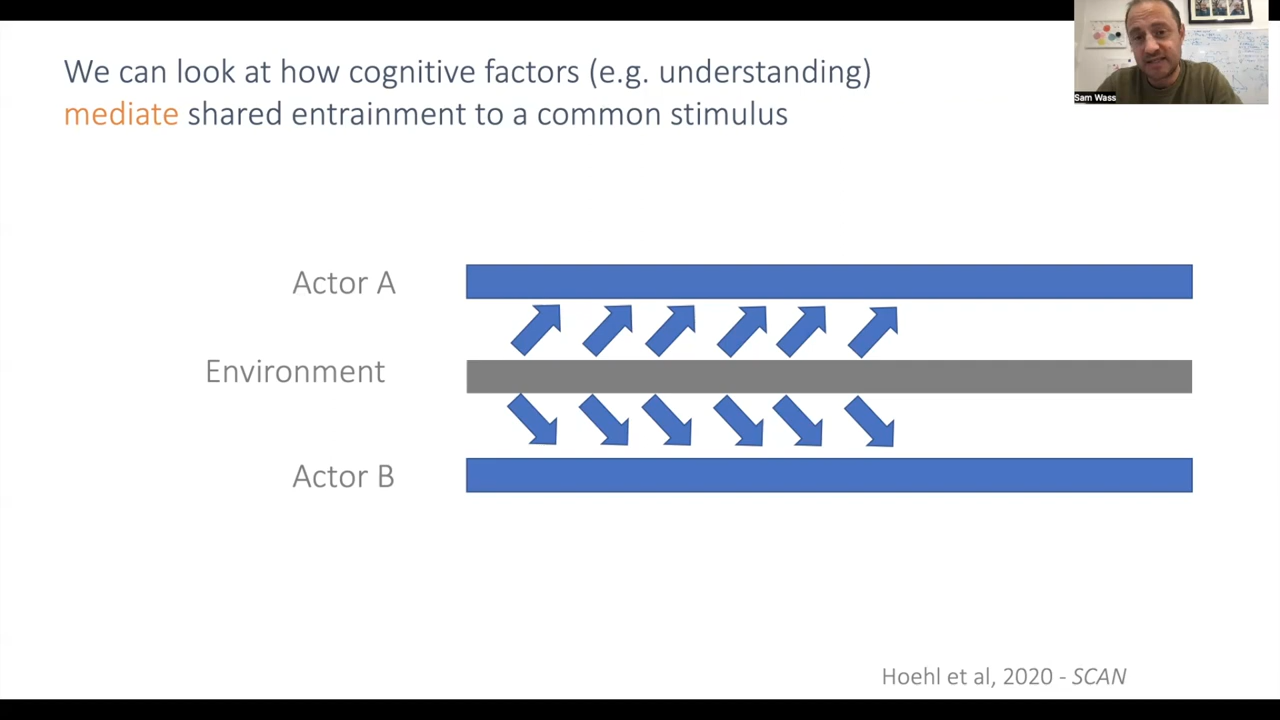 We can look at how cognitive factors (e.g. understanding)
mediate shared entrainment to a common stimulus
Sam Wass
Actor A
Environment
Actor B
Hoehl et al, 2020 - SCAN